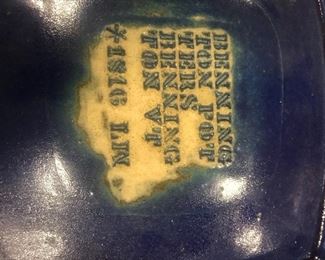 BENNING
TON POT
TERS
BENNING
TON VT
*1816 LN